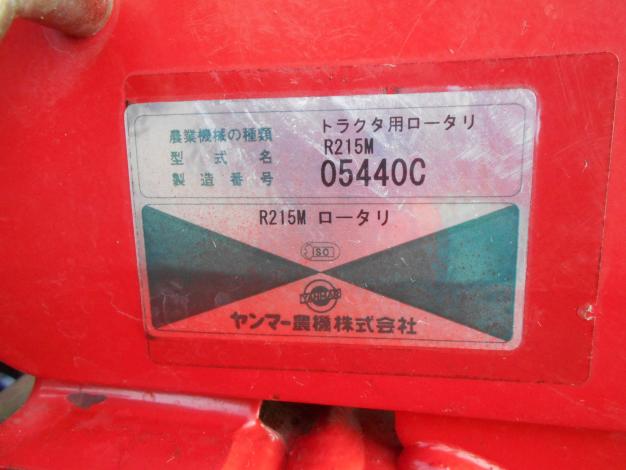 農業機械の種類 トラクタ用ロータリ
型式名 R215M
製造番号 05440C
R215M ロータリ
ISO
YANMAR
ヤンマー農機株式会社